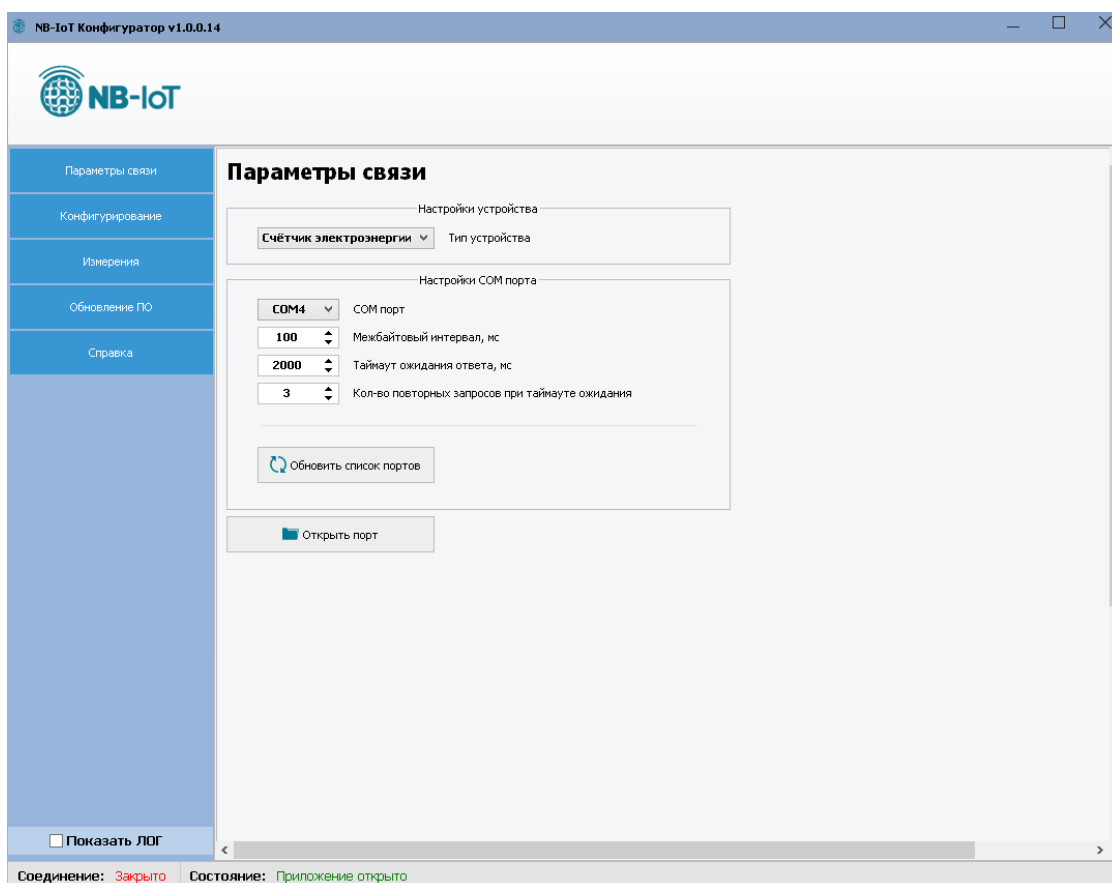 NB-IoT Конфигуратор v1.0.0.14
NB-IoT
Параметры связи
Конфигурирование
Измерения
Обновление ПО
Справка
Параметры связи
Настройки устройства
Счётчик электроэнергии Тип устройства
Настройки COM порта
COM4 COM порт
100 Межбайтовый интервал, мс
2000 Таймаут ожидания ответа, мс
3 Кол-во повторных запросов при таймауте ожидания
Обновить список портов
Открыть порт
Показать ЛОГ
Соединение: Закрыто Состояние: Приложение открыто